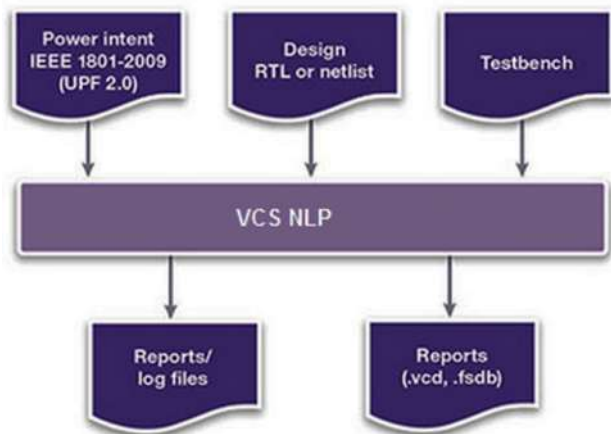 Power intent
IEEE 1801-2009
(UPF 2.0)
Design
RTL or netlist
Testbench
VCS NLP
Reports/
log files
Reports
(.vcd, .fsdb)